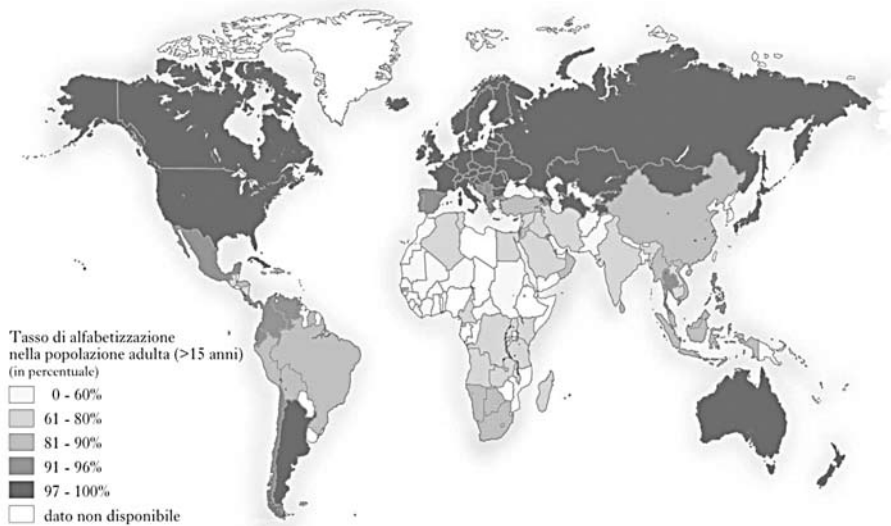 Tasso di alfabetizzazione
nella popolazione adulta (>15 anni)
(in percentuale)
0 - 60%
61 - 80%
81 - 90%
91 - 96%
97 - 100%
dato non disponibile